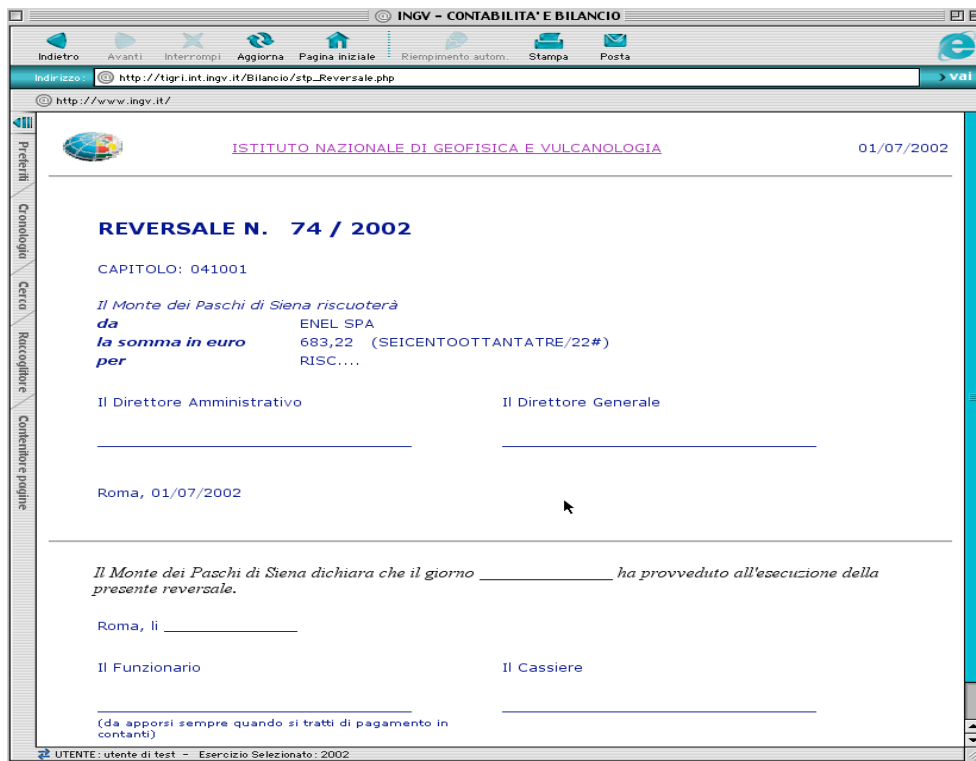 INGV - CONTABILITA' E BILANCIO
Indietro Avanti Interrompi Aggiorna Pagina iniziale Riempimento autom. Stampa Posta
Indirizzo: http://tigri.int.ingv.it/Bilancio/stp_Reversale.php vai
http://www.ingv.it/
Preferiti
Cronologia
Cerca
Raccoglitore
Contenitore pagine
ISTITUTO NAZIONALE DI GEOFISICA E VULCANOLOGIA 01/07/2002
REVERSALE N. 74 / 2002
CAPITOLO: 041001
Il Monte dei Paschi di Siena riscuoterà
da ENEL SPA
la somma in euro 683,22 (SEICENTOOTTANTATRE/22#)
per RISC....
Il Direttore Amministrativo Il Direttore Generale
Roma, 01/07/2002
Il Monte dei Paschi di Siena dichiara che il giorno ______________ ha provveduto all'esecuzione della
presente reversale.
Roma, li ______________
Il Funzionario Il Cassiere
(da apporsi sempre quando si tratti di pagamento in
contanti)
UTENTE: utente di test - Esercizio Selezionato: 2002